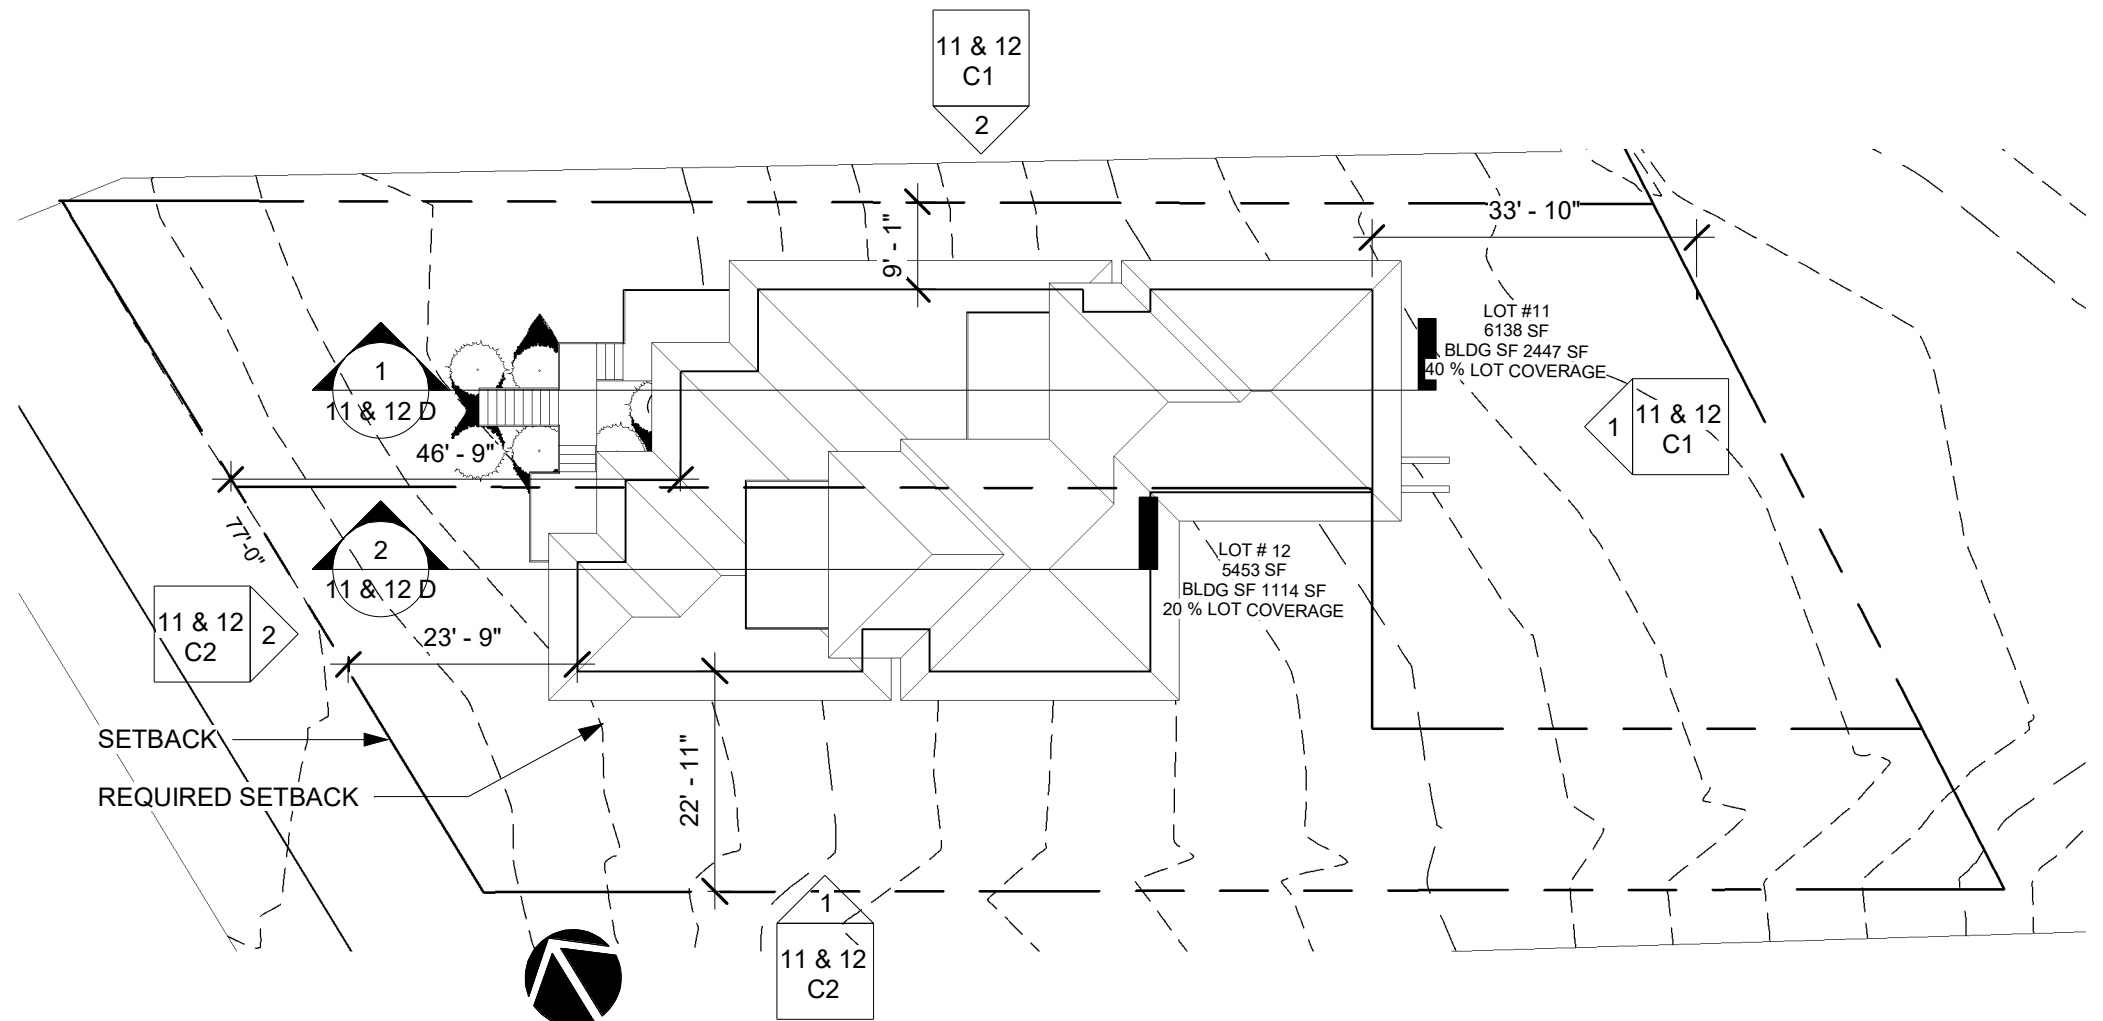 11 & 12
C1
2
33' - 10"
9' - 1"
LOT #11
6138 SF
BLDG SF 2447 SF
40 % LOT COVERAGE
1
11 & 12 D
1
11 & 12
C1
46' - 9"
77'-0"
2
11 & 12 D
LOT # 12
5453 SF
BLDG SF 1114 SF
20 % LOT COVERAGE
11 & 12
C2
2
23' - 9"
SETBACK
REQUIRED SETBACK
22' - 11"
1
11 & 12
C2